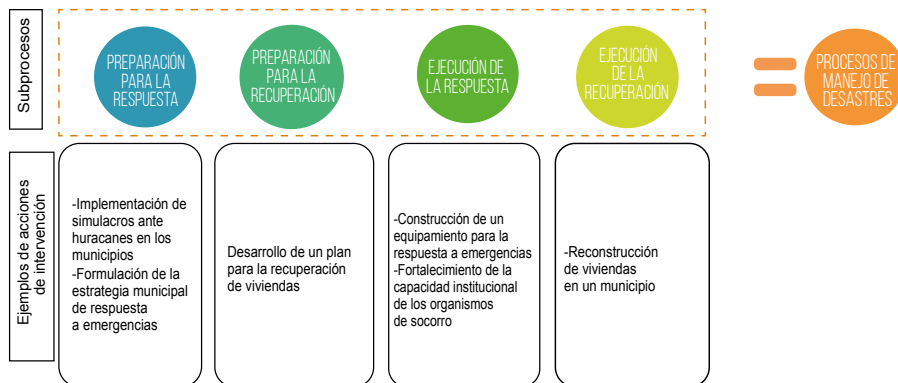 Subprocesos
PREPARACIÓN
PARA LA
RESPUESTA
PREPARACIÓN
PARA LA
RECUPERACIÓN
EJECUCIÓN DE
LA RESPUESTA
EJECUCIÓN
DE LA
RECUPERACIÓN
=
PROCESOS DE
MANEJO DE
DESASTRES
Ejemplos de acciones
de intervención
-Implementación de
simulacros ante
huracanes en los
municipios
-Formulación de la
estrategia municipal
de respuesta
a emergencias
Desarrollo de un plan
para la recuperación
de viviendas
-Construcción de un
equipamiento para la
respuesta a emergencias
-Fortalecimiento de la
capacidad institucional
de los organismos
de socorro
-Reconstrucción
de viviendas
en un municipio